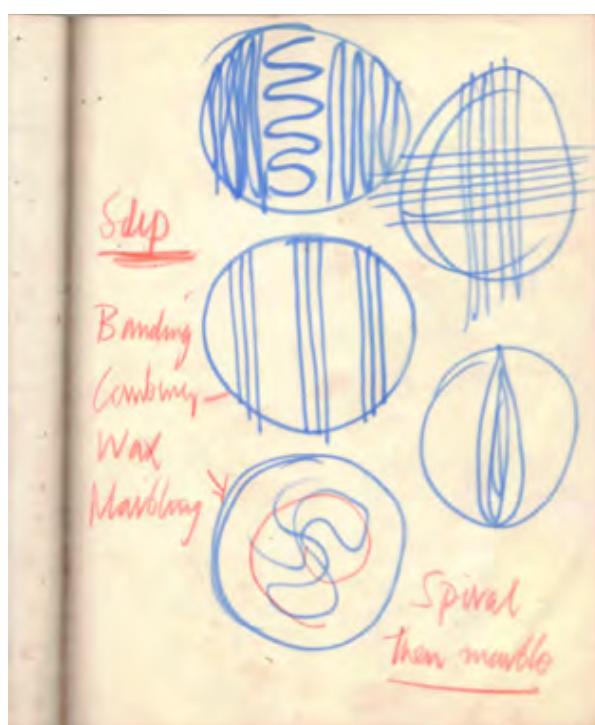 Slip
Banding
Combing
Wax
Marbling
Spiral
then marble